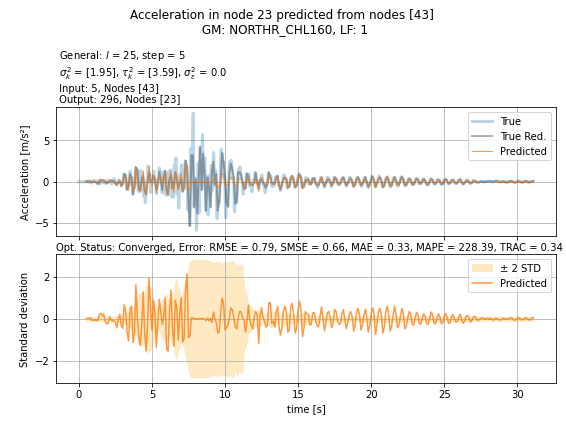 Acceleration in node 23 predicted from nodes [43]
GM: NORTHR_CHL160, LF: 1
General: l = 25, step = 5
σ²ₖ = [1.95], τ²ₖ = [3.59], σ²ε = 0.0
Input: 5, Nodes [43]
Output: 296, Nodes [23]
Acceleration [m/s²]
5
0
−5
True
True Red.
Predicted
Opt. Status: Converged, Error: RMSE = 0.79, SMSE = 0.66, MAE = 0.33, MAPE = 228.39, TRAC = 0.34
Standard deviation
2
0
−2
± 2 STD
Predicted
0 5 10 15 20 25 30
time [s]